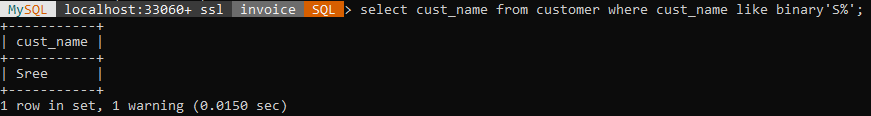 MySQL localhost:33060+ ssl invoice SQL > select cust_name from customer where cust_name like binary'S%';
+-----------+
| cust_name |
+-----------+
| Sree      |
+-----------+
1 row in set, 1 warning (0.0150 sec)